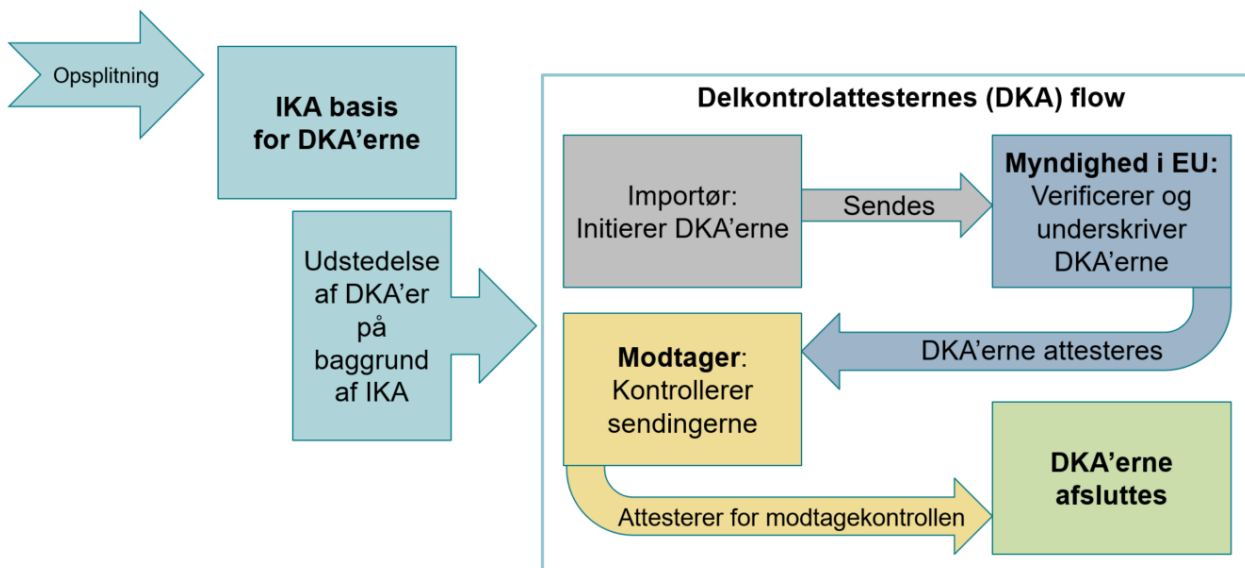 Opsplitning
IKA basis
for DKA'erne
Udstedelse
af DKA'er
på
baggrund
af IKA
Delkontrolattesternes (DKA) flow
Importør:
Initierer DKA'erne
Sendes
Myndighed i EU:
Verificerer og
underskriver
DKA'erne
DKA'erne attesteres
Modtager:
Kontrollerer
sendingerne
Attesterer for modtagekontrollen
DKA'erne
afsluttes